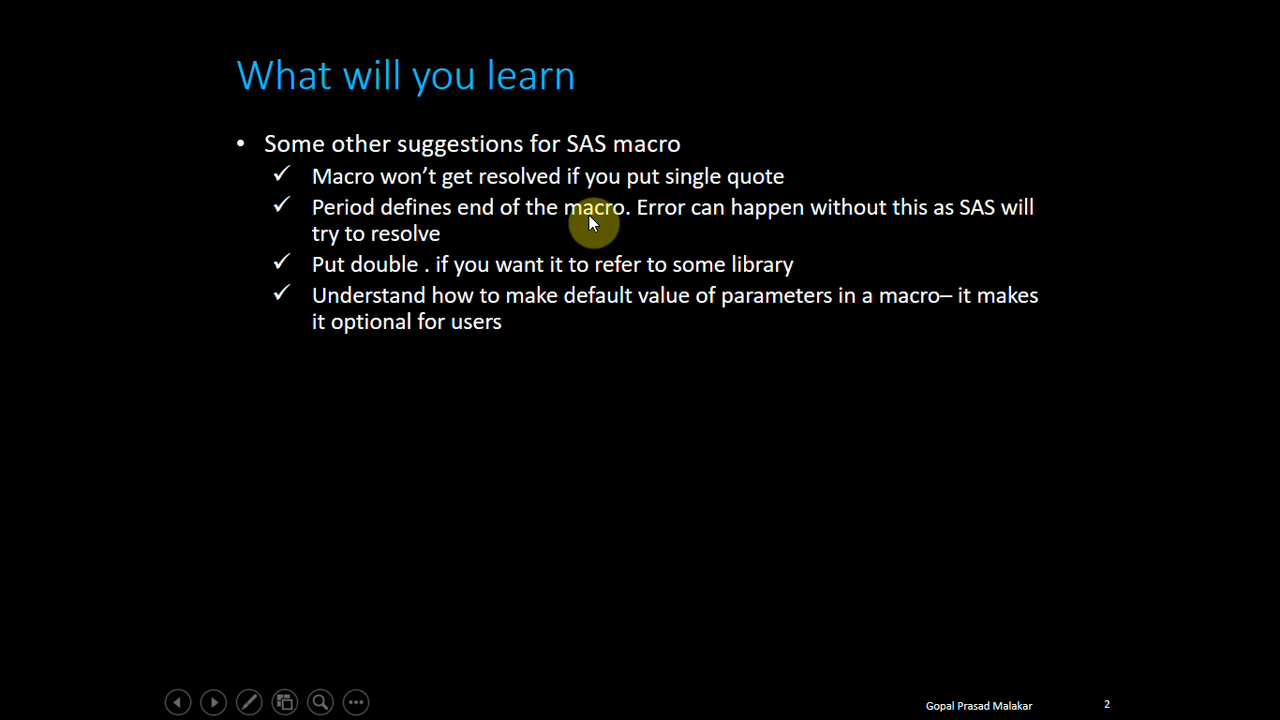 What will you learn
• Some other suggestions for SAS macro
✓ Macro won’t get resolved if you put single quote
✓ Period defines end of the macro. Error can happen without this as SAS will
try to resolve
✓ Put double . if you want it to refer to some library
✓ Understand how to make default value of parameters in a macro– it makes
it optional for users
Gopal Prasad Malakar 2